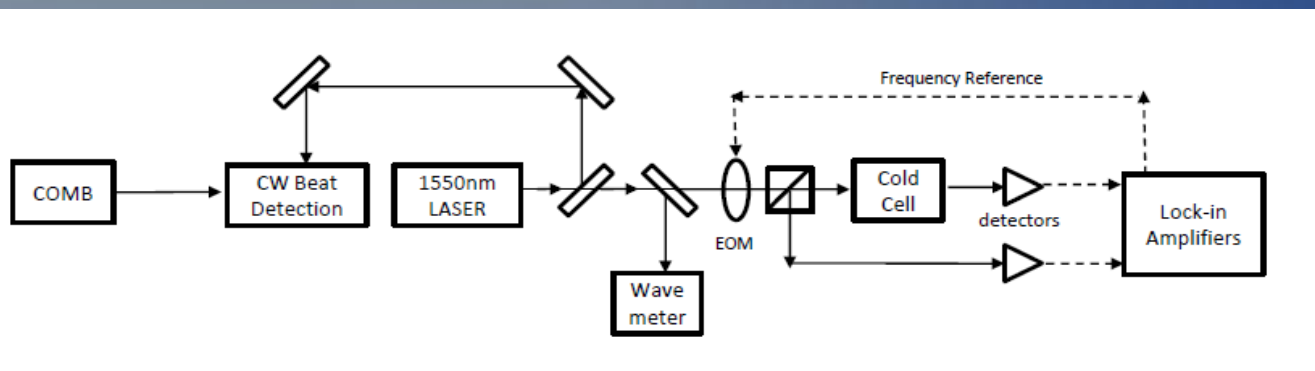 Frequency Reference
COMB
CW Beat
Detection
1550nm
LASER
EOM
Cold
Cell
detectors
Lock-in
Amplifiers
Wave
meter